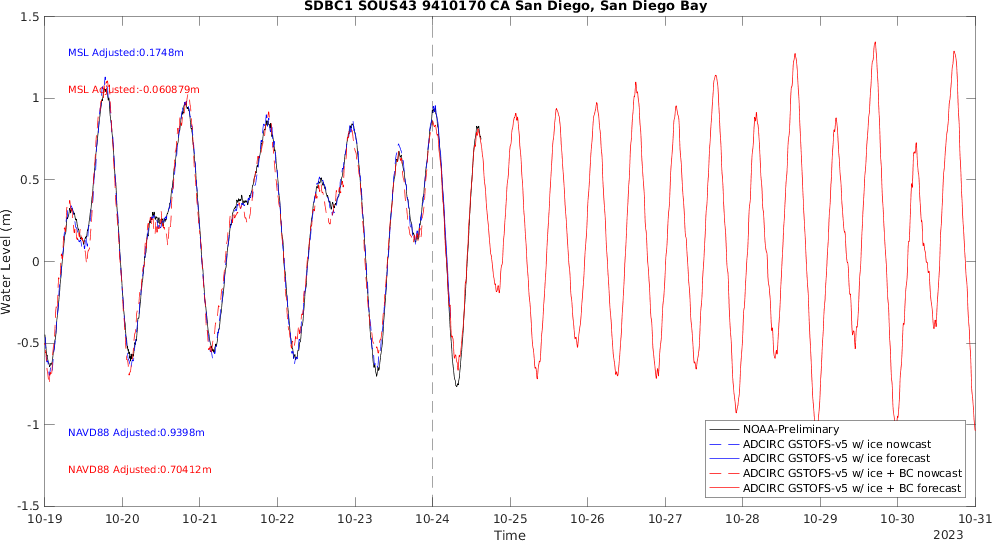 SDBC1 SOUS43 9410170 CA San Diego, San Diego Bay
1.5
MSL Adjusted:0.1748m
MSL Adjusted:-0.060879m
1
0.5
Water Level (m)
0
-0.5
NAVD88 Adjusted:0.9398m
-1
NAVD88 Adjusted:0.70412m
NOAA-Preliminary
ADCIRC GSTOFS-v5 w/ ice nowcast
ADCIRC GSTOFS-v5 w/ ice forecast
ADCIRC GSTOFS-v5 w/ ice + BC nowcast
ADCIRC GSTOFS-v5 w/ ice + BC forecast
-1.5
10-19 10-20 10-21 10-22 10-23 10-24 10-25 10-26 10-27 10-28 10-29 10-30 10-31
Time
2023